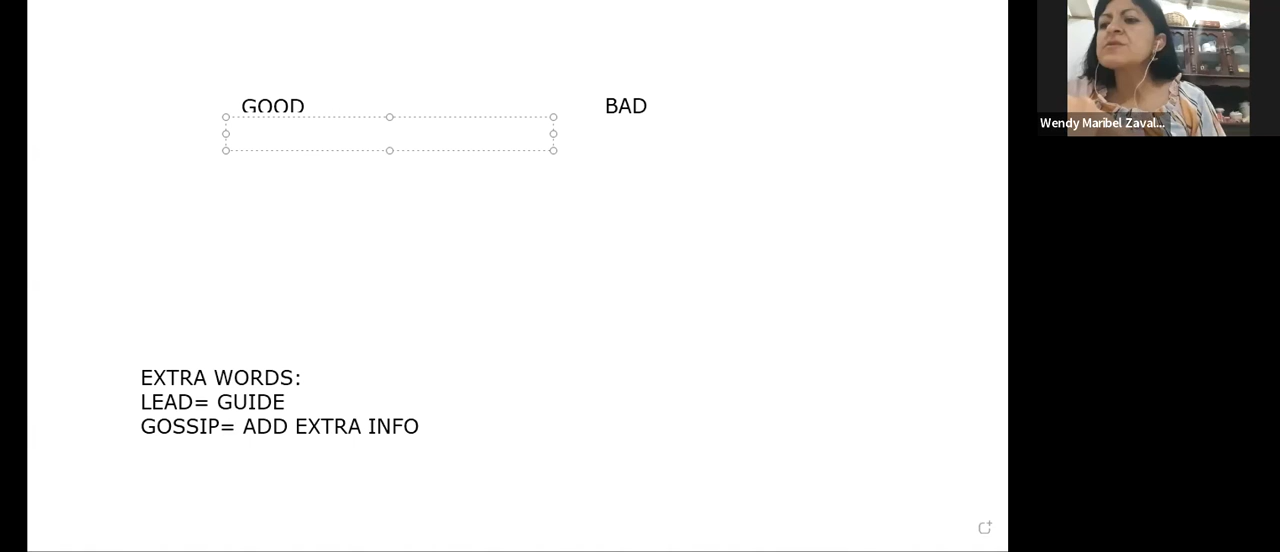 GOOD
BAD
Wendy Maribel Zaval...
EXTRA WORDS:
LEAD= GUIDE
GOSSIP= ADD EXTRA INFO